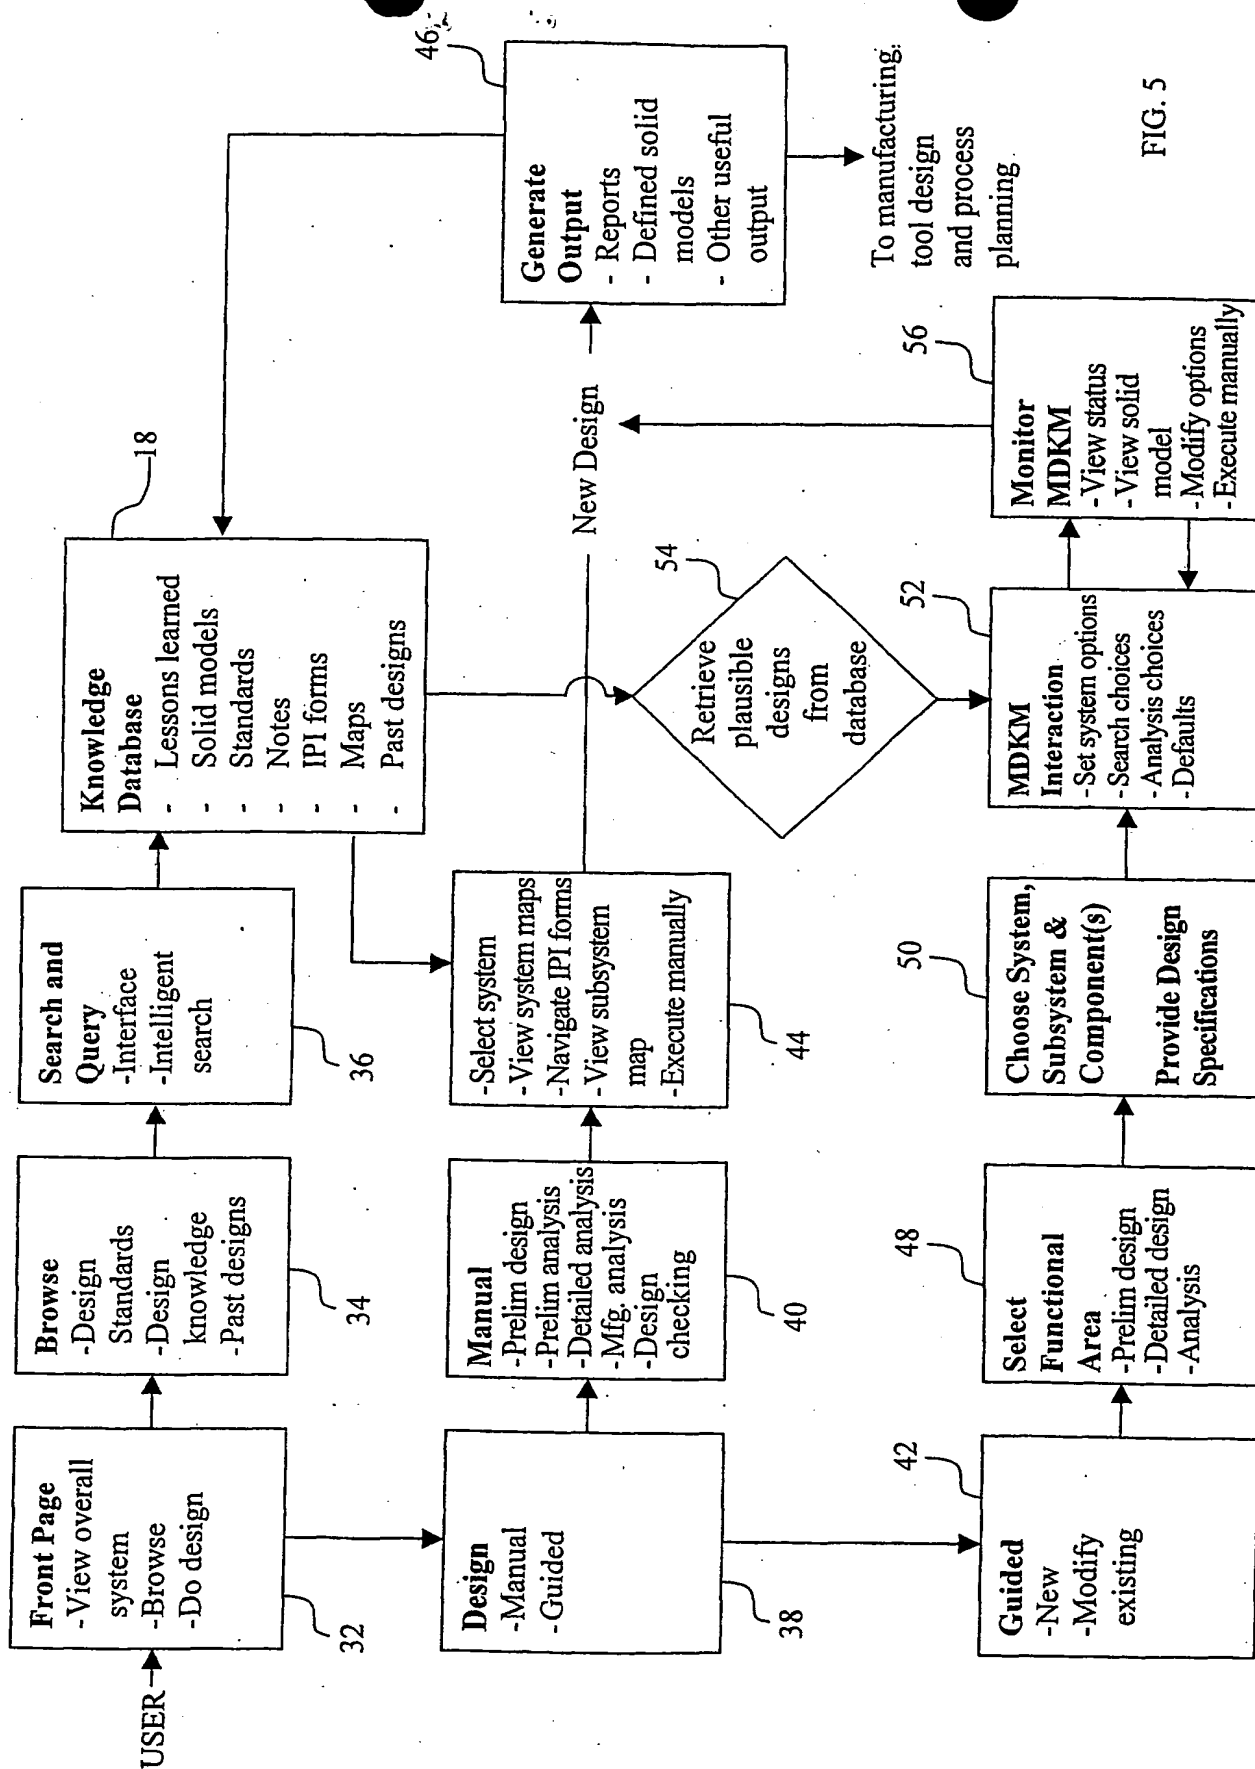 USER
Front Page
- View overall
system
-Browse
-Do design
32
Browse
-Design
Standards
-Design
knowledge
-Past designs
34
Search and
Query
-Interface
-Intelligent
search
36
Knowledge
Database
- Lessons learned
- Solid models
- Standards
- Notes
- IPI forms
- Maps
- Past designs
18
Design
-Manual
-Guided
38
Manual
-Prelim design
-Prelim analysis
-Detailed analysis
-Mfg. analysis
-Design
checking
40
-Select system
-View system maps
-Navigate IPI forms
-View subsystem
map
-Execute manually
44
New Design
Generate
Output
- Reports
- Defined solid
models
- Other useful
output
46
To manufacturing,
tool design
and process
planning
Retrieve
plausible
designs
from
database
54
Guided
-New
-Modify
existing
42
Select
Functional
Area
-Prelim design
-Detailed design
-Analysis
48
Choose System,
Subsystem &
Component(s)
Provide Design
Specifications
50
MDKM
Interaction
-Set system options
-Search choices
-Analysis choices
-Defaults
52
Monitor
MDKM
-View status
-View solid
model
-Modify options
-Execute manually
56
FIG. 5